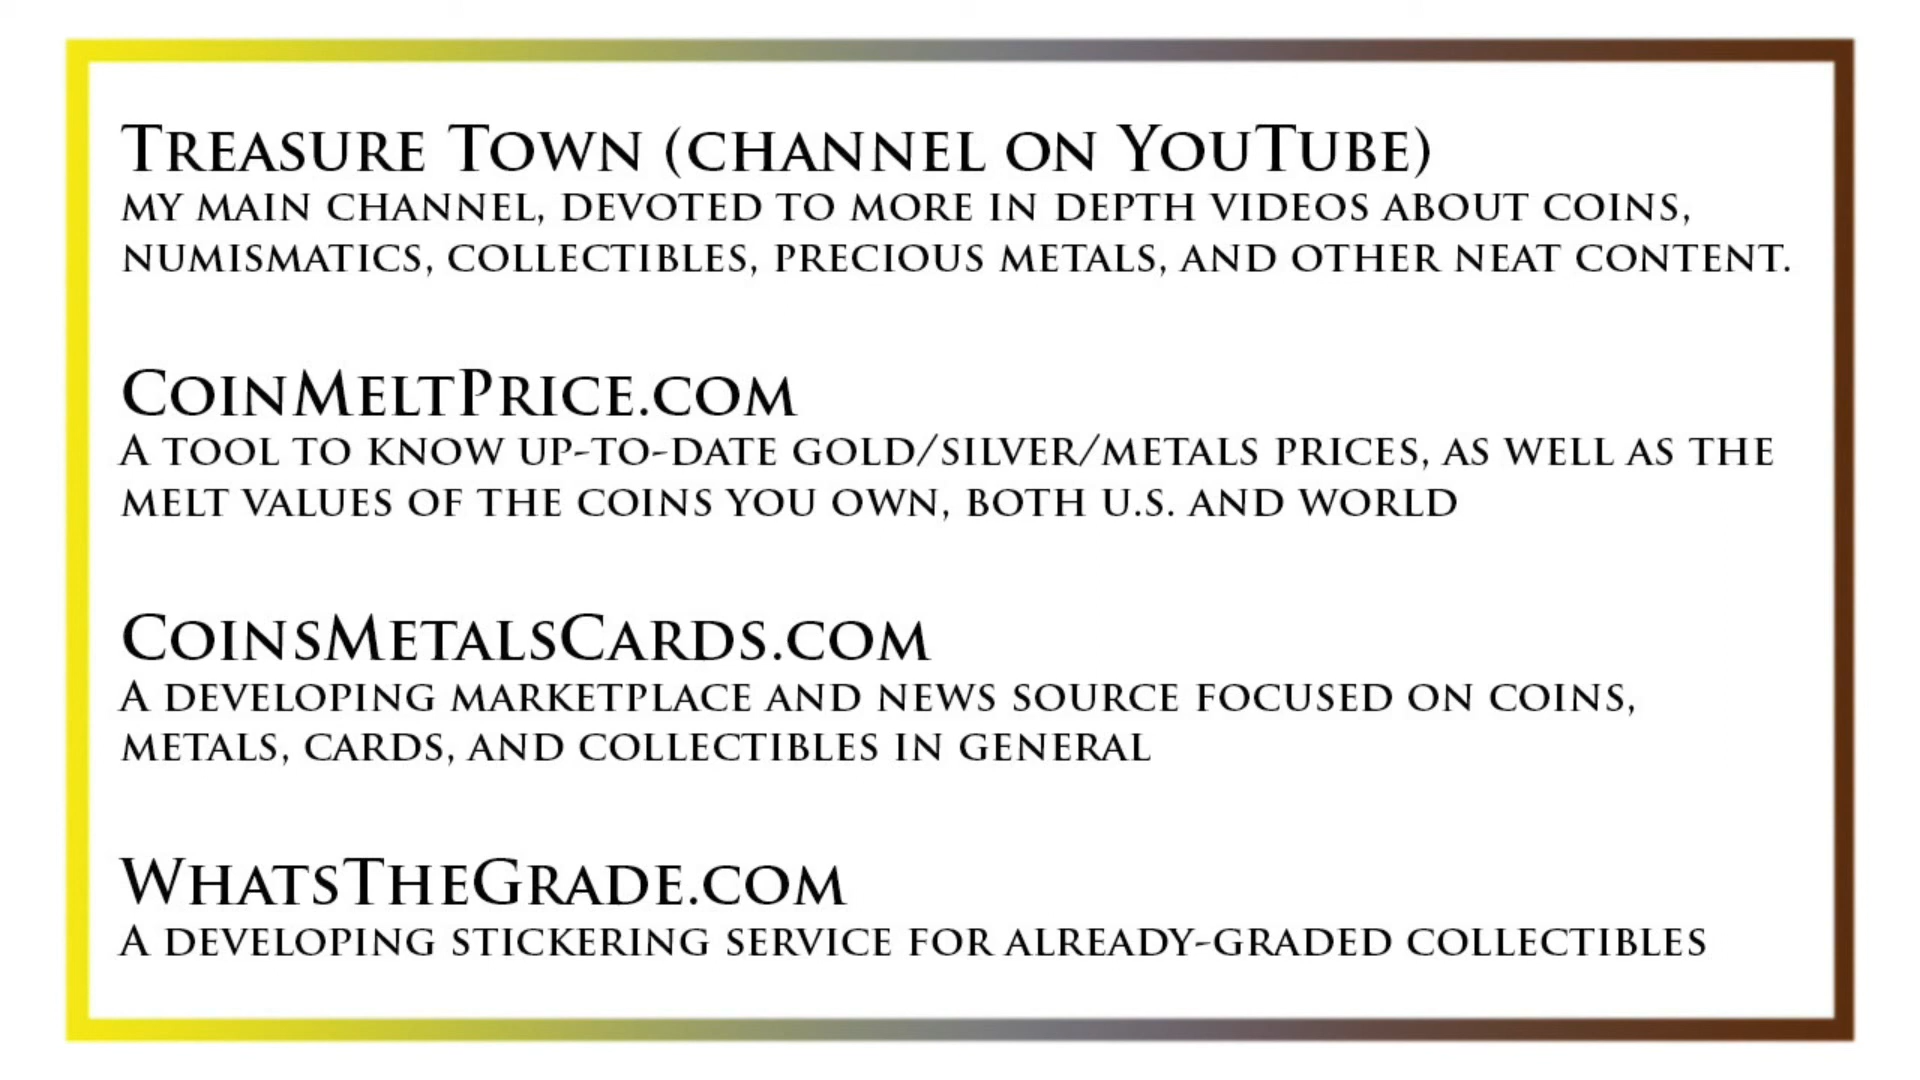 Treasure Town (channel on YouTube)
my main channel, devoted to more in depth videos about coins,
numismatics, collectibles, precious metals, and other neat content.
CoinMeltPrice.com
A tool to know up-to-date gold/silver/metals prices, as well as the
melt values of the coins you own, both U.S. and world
CoinsMetalsCards.com
A developing marketplace and news source focused on coins,
metals, cards, and collectibles in general
WhatsTheGrade.com
A developing stickering service for already-graded collectibles